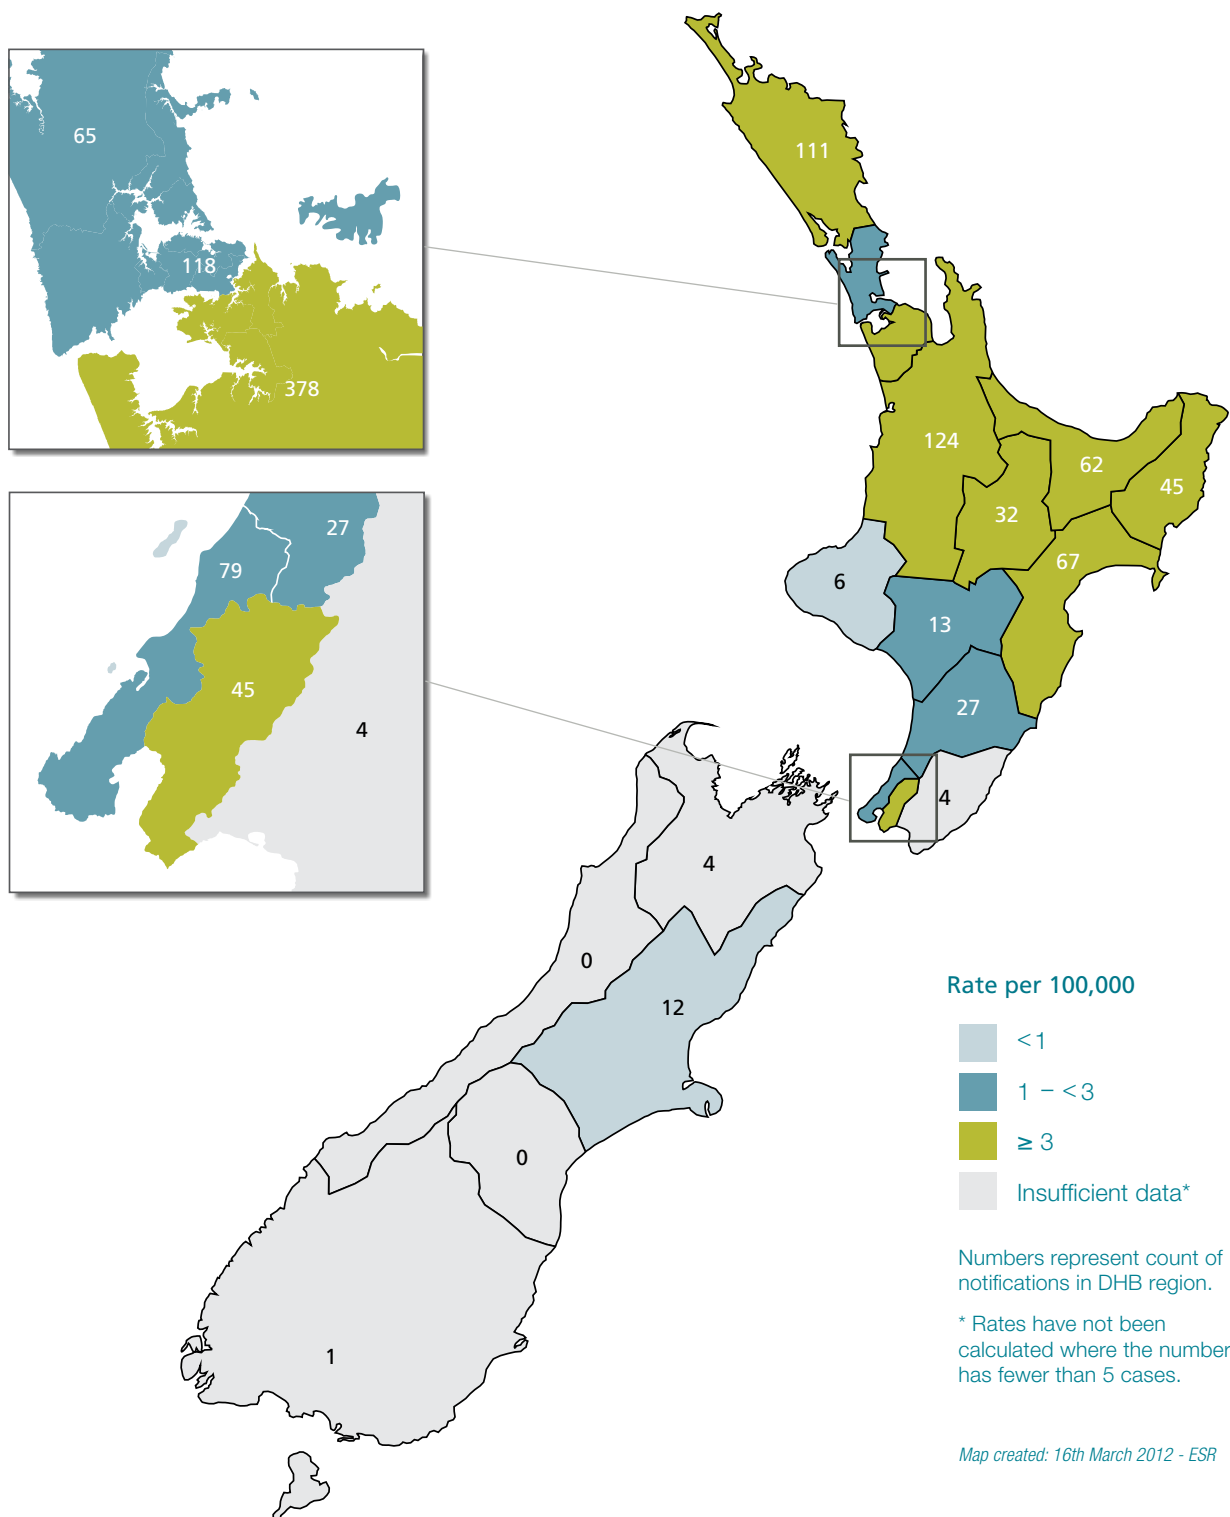 65
118
378
111
124
62
45
32
67
6
13
27
4
27
79
45
4
4
0
12
0
1
Rate per 100,000
<1
1 – <3
≥ 3
Insufficient data*
Numbers represent count of
notifications in DHB region.
* Rates have not been
calculated where the number
has fewer than 5 cases.
Map created: 16th March 2012 - ESR